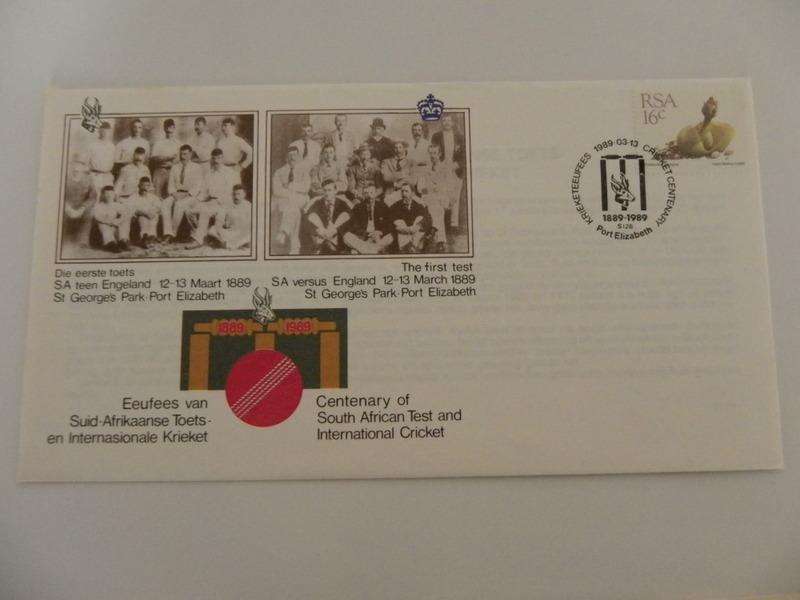 RSA
16c
KRIEKETEEUFEES 1989·03·13 CRICKET CENTENARY
1889-1989
Port Elizabeth
Die eerste toets
SA teen Engeland 12-13 Maart 1889
St George's Park·Port Elizabeth
The first test
SA versus England 12-13 March 1889
St George's Park·Port Elizabeth
1889 1989
Eeufees van
Suid-Afrikaanse Toets-
en Internasionale Krieket
Centenary of
South African Test and
International Cricket